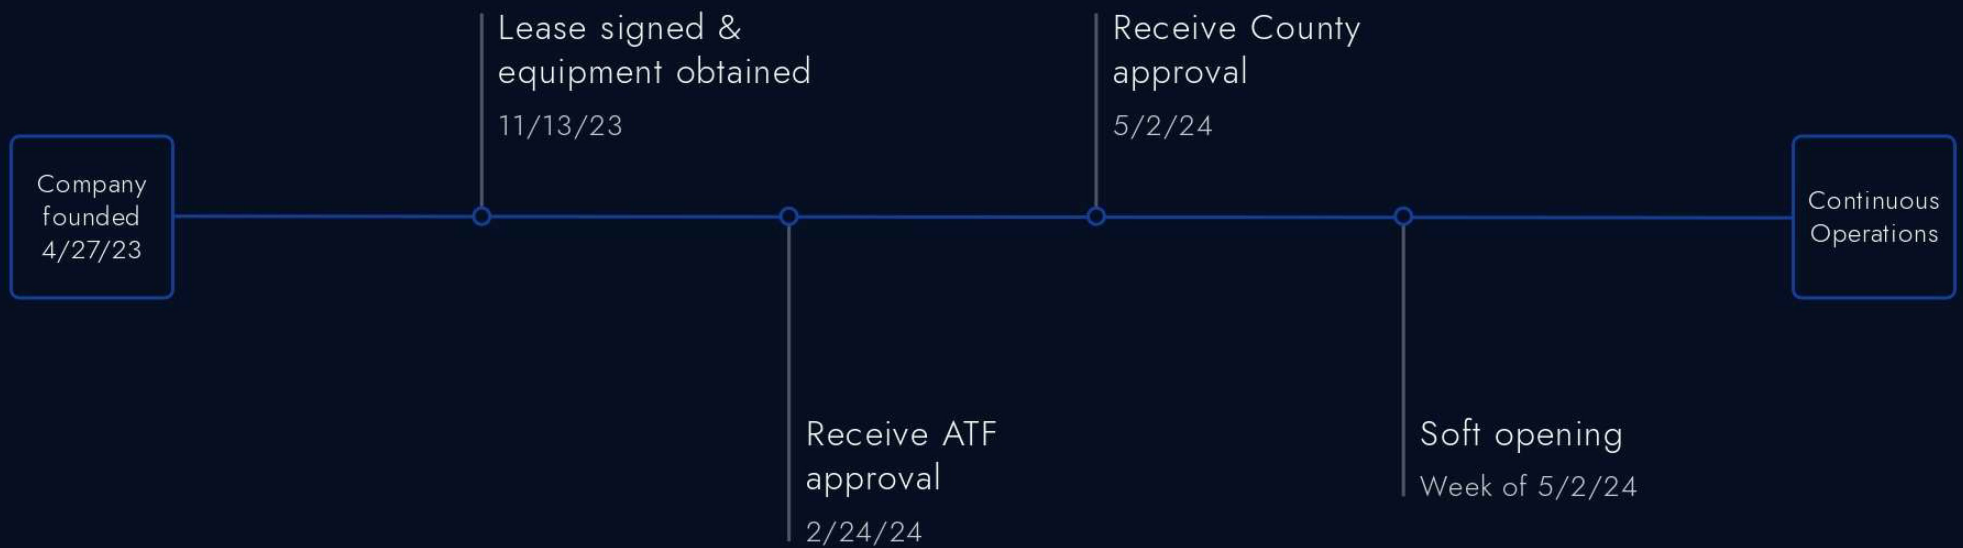 Company
founded
4/27/23
Lease signed &
equipment obtained
11/13/23
Receive ATF
approval
2/24/24
Receive County
approval
5/2/24
Soft opening
Week of 5/2/24
Continuous
Operations